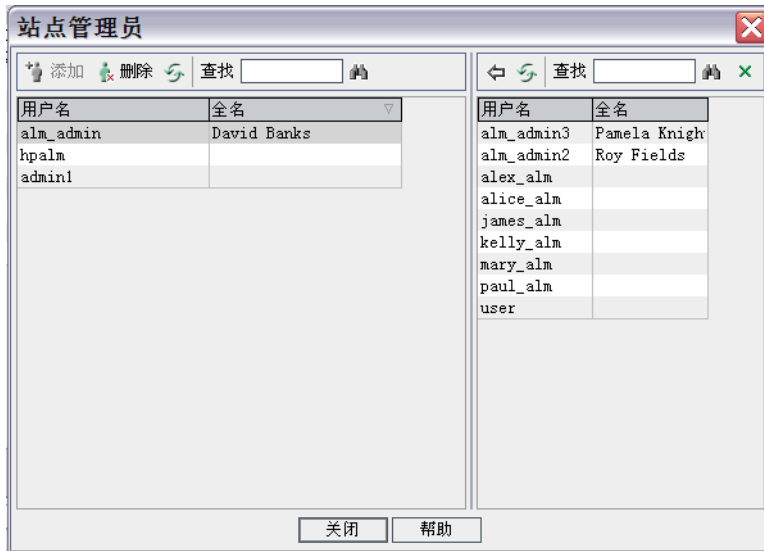 站点管理员
添加 删除 查找
用户名 全名
alm_admin David Banks
hpalm
admin1
查找
用户名 全名
alm_admin3 Pamela Knigh
alm_admin2 Roy Fields
alex_alm
alice_alm
james_alm
kelly_alm
mary_alm
paul_alm
user
关闭 帮助